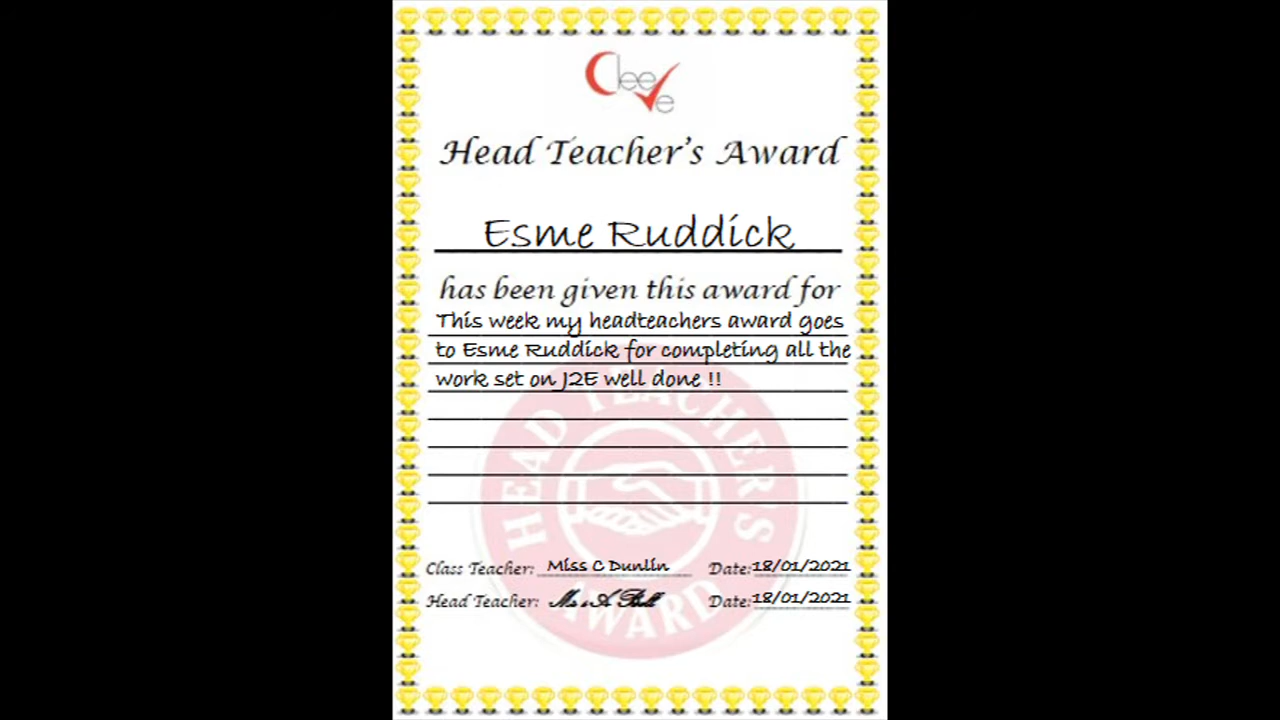 Cleeve
Head Teacher's Award
Esme Ruddick
has been given this award for
This week my headteachers award goes
to Esme Ruddick for completing all the
work set on J2E well done !!
HEAD TEACHER'S
AWARD
Class Teacher: Miss C Dunlin Date:18/01/2021
Head Teacher: A Date:18/01/2021